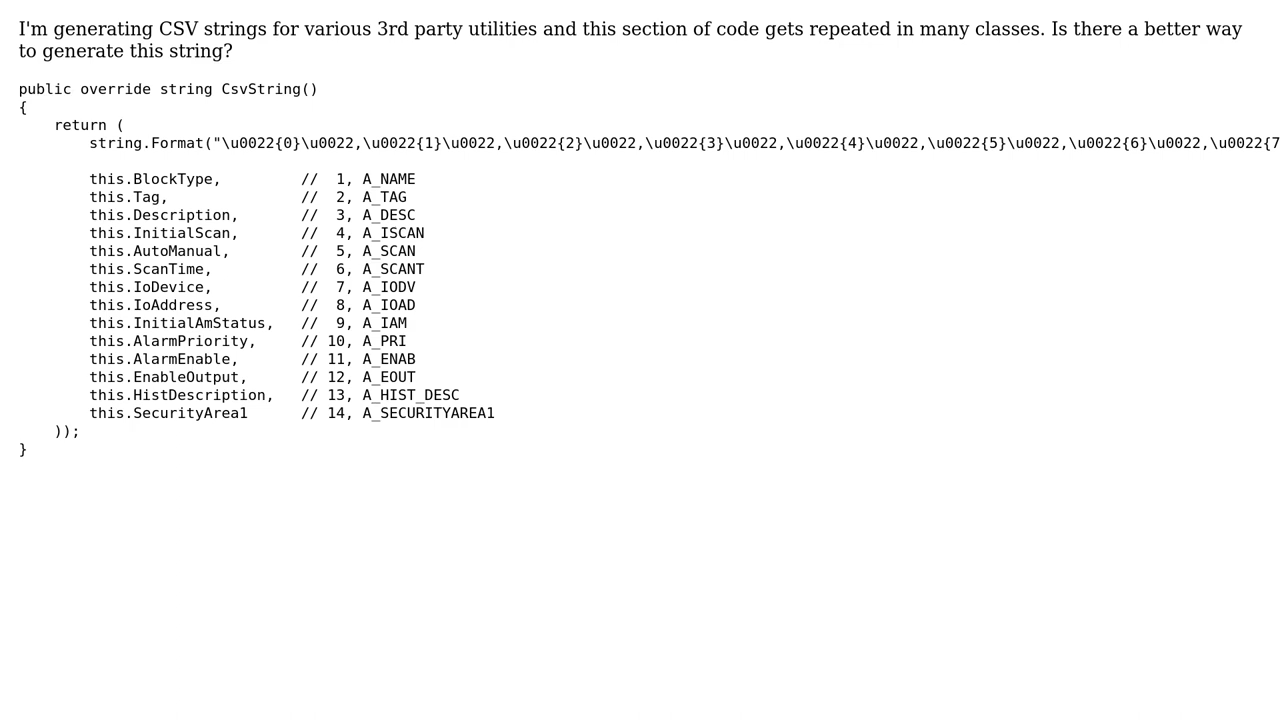 I'm generating CSV strings for various 3rd party utilities and this section of code gets repeated in many classes. Is there a better way
to generate this string?
public override string CsvString()
{
    return (
        string.Format("\u0022{0}\u0022,\u0022{1}\u0022,\u0022{2}\u0022,\u0022{3}\u0022,\u0022{4}\u0022,\u0022{5}\u0022,\u0022{6}\u0022,\u0022{7
        this.BlockType,         //  1, A_NAME
        this.Tag,               //  2, A_TAG
        this.Description,       //  3, A_DESC
        this.InitialScan,       //  4, A_ISCAN
        this.AutoManual,        //  5, A_SCAN
        this.ScanTime,          //  6, A_SCANT
        this.IoDevice,          //  7, A_IODV
        this.IoAddress,         //  8, A_IOAD
        this.InitialAmStatus,   //  9, A_IAM
        this.AlarmPriority,     // 10, A_PRI
        this.AlarmEnable,       // 11, A_ENAB
        this.EnableOutput,      // 12, A_EOUT
        this.HistDescription,   // 13, A_HIST_DESC
        this.SecurityArea1      // 14, A_SECURITYAREA1
    ));
}